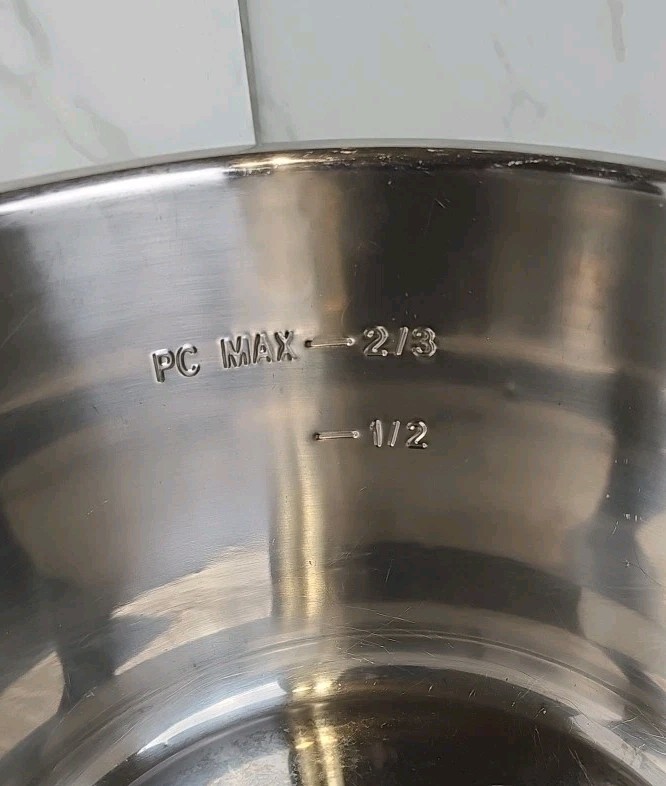 PC MAX — 2/3
— 1/2